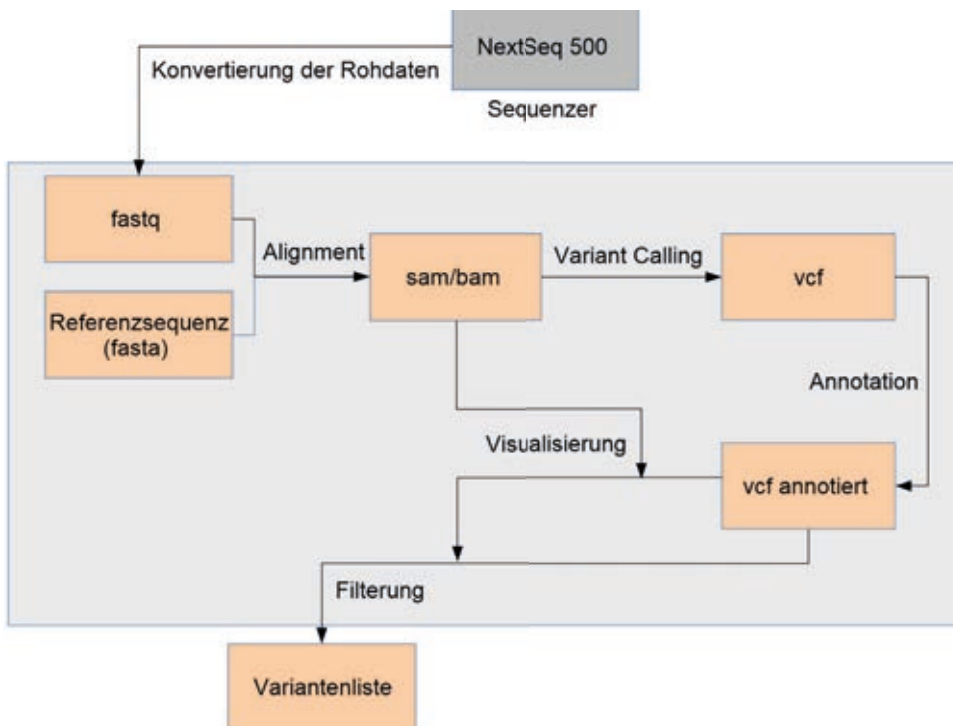 NextSeq 500
Konvertierung der Rohdaten
Sequenzer
fastq
Alignment
sam/bam
Variant Calling
vcf
Referenzsequenz
(fasta)
Annotation
Visualisierung
vcf annotiert
Filterung
Variantenliste